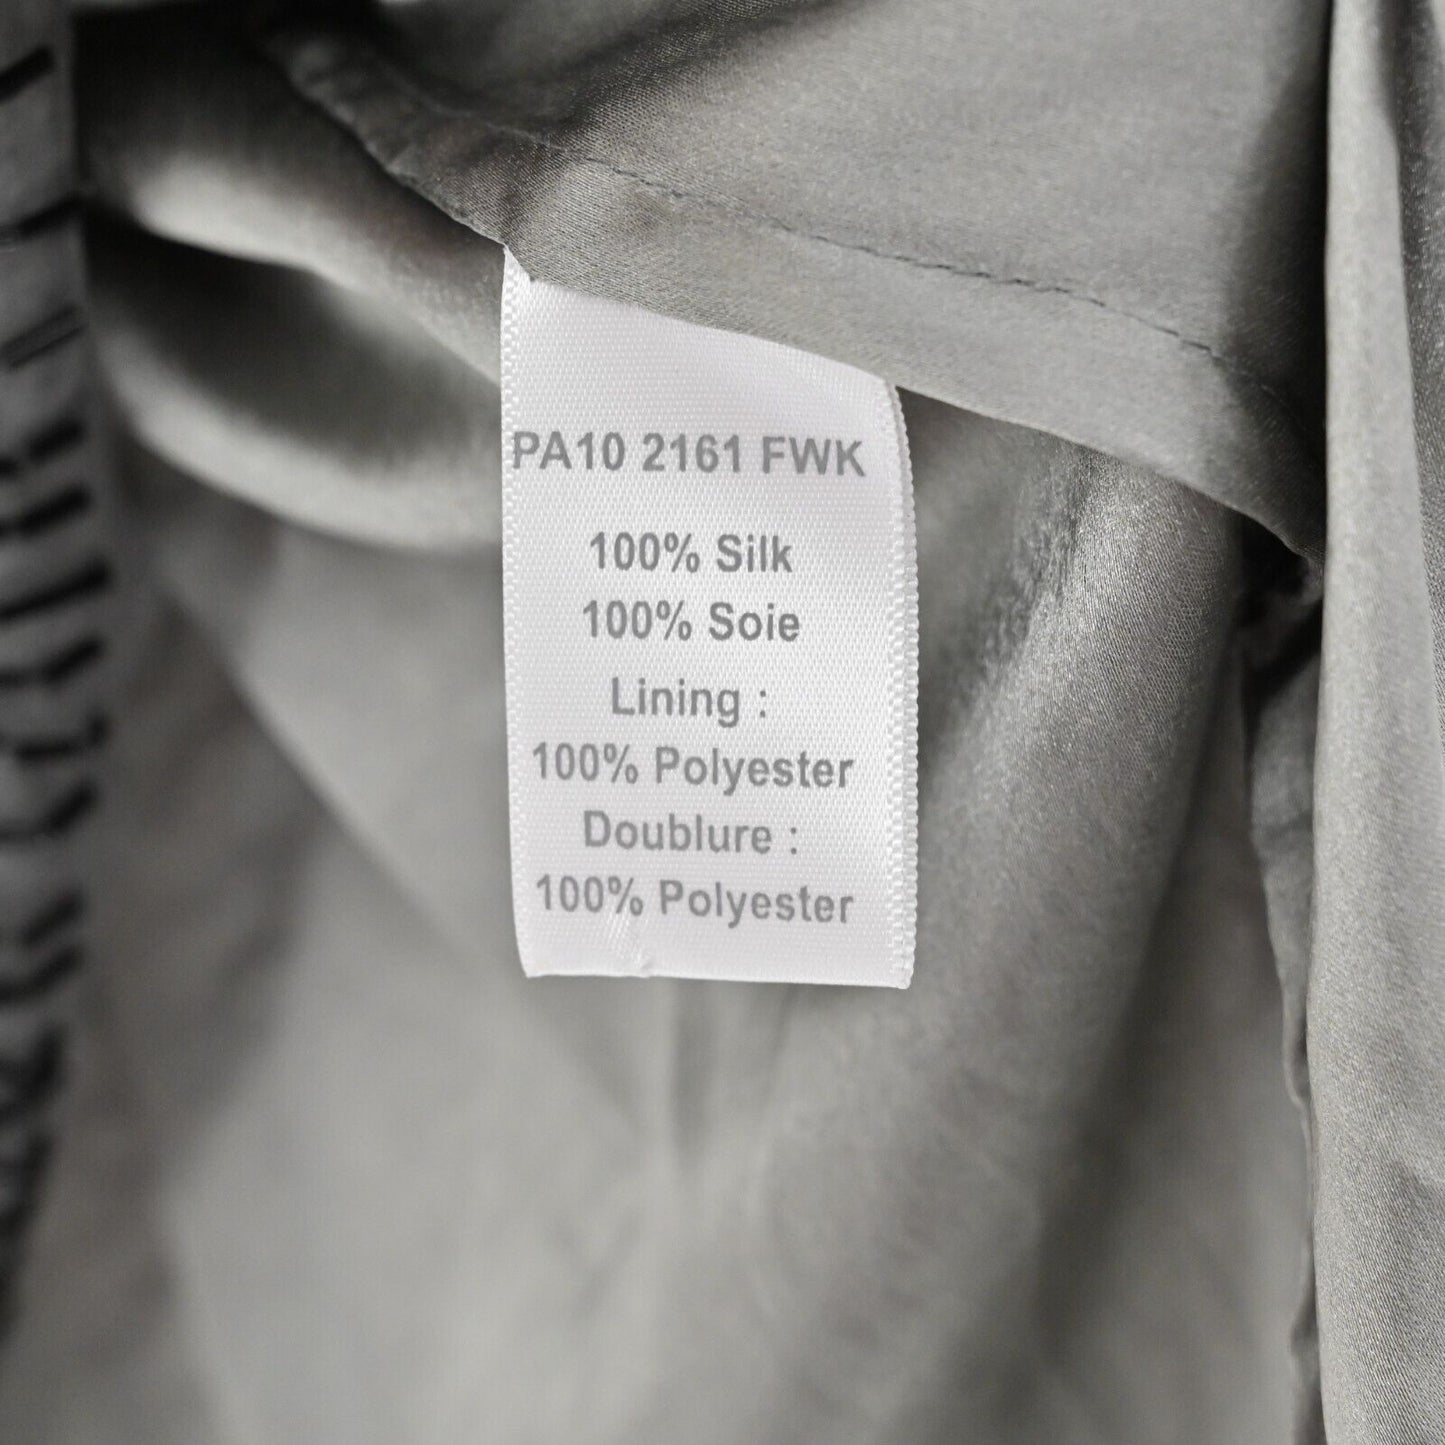 PA10 2161 FWK
100% Silk
100% Soie
Lining :
100% Polyester
Doublure :
100% Polyester